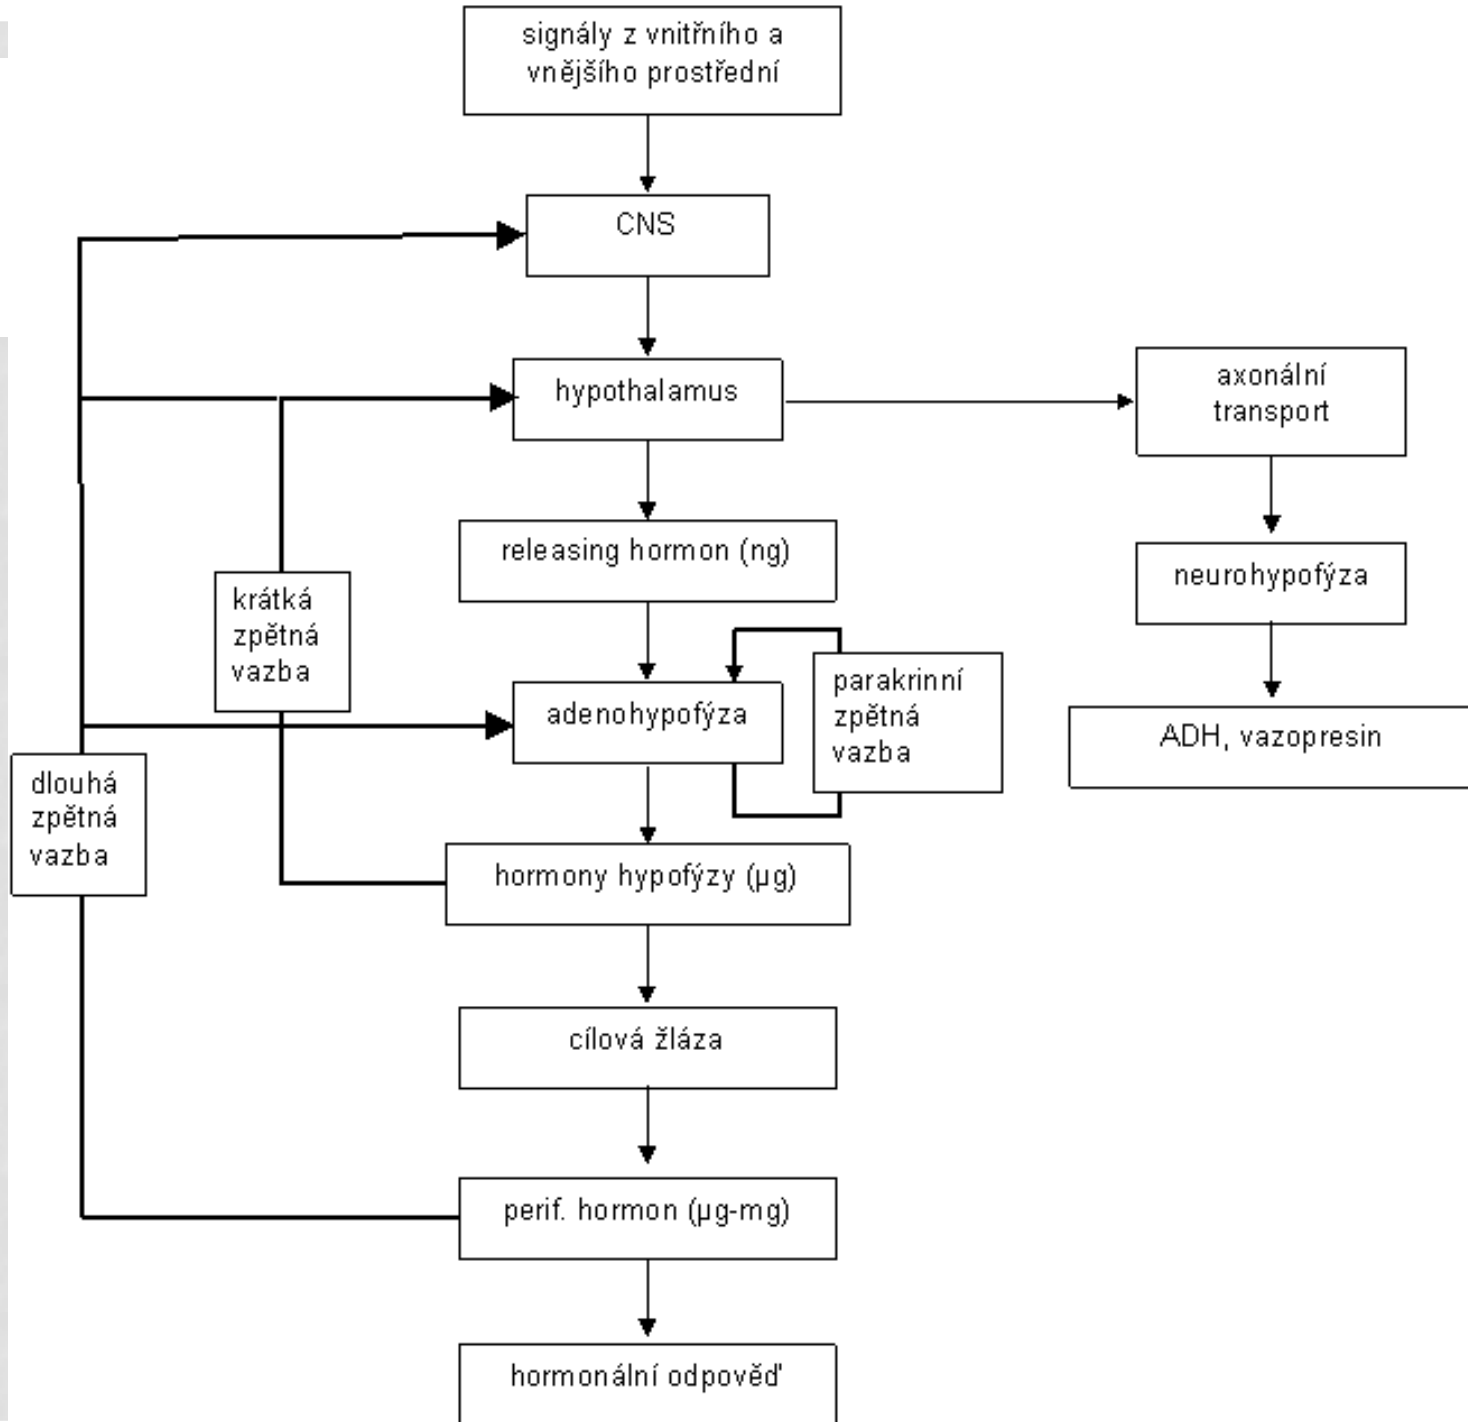 signály z vnitřního a
vnějšího prostřední
CNS
hypothalamus
axonální
transport
releasing hormon (ng)
neurohypofýza
krátká
zpětná
vazba
adenohypofýza
parakrinní
zpětná
vazba
ADH, vazopresin
dlouhá
zpětná
vazba
hormony hypofýzy (µg)
cílová žláza
perif. hormon (µg-mg)
hormonální odpověď